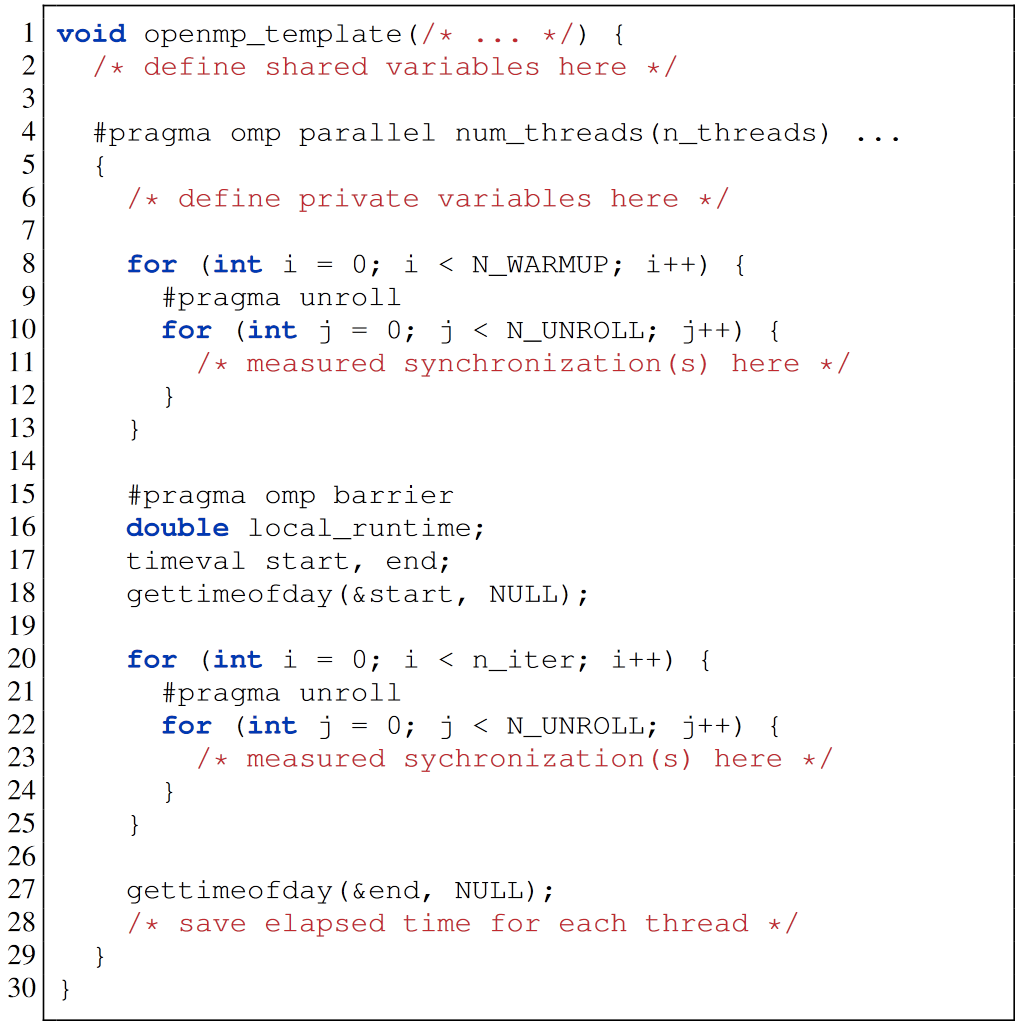 1 void openmp_template(/* ... */) {
2   /* define shared variables here */
3
4   #pragma omp parallel num_threads(n_threads) ...
5   {
6     /* define private variables here */
7
8     for (int i = 0; i < N_WARMUP; i++) {
9       #pragma unroll
10       for (int j = 0; j < N_UNROLL; j++) {
11         /* measured synchronization(s) here */
12       }
13     }
14
15     #pragma omp barrier
16     double local_runtime;
17     timeval start, end;
18     gettimeofday(&start, NULL);
19
20     for (int i = 0; i < n_iter; i++) {
21       #pragma unroll
22       for (int j = 0; j < N_UNROLL; j++) {
23         /* measured sychronization(s) here */
24       }
25     }
26
27     gettimeofday(&end, NULL);
28     /* save elapsed time for each thread */
29   }
30 }